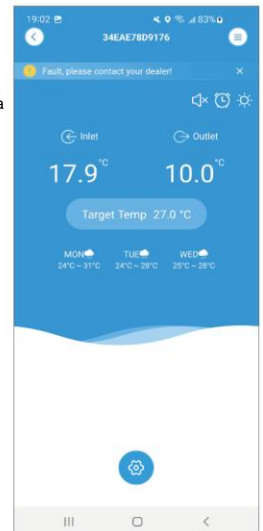 19:02 83%
34EAE78D9176
Fault, please contact your dealer! ×
a
Inlet Outlet
17.9°C 10.0°C
Target Temp 27.0 °C
MON TUE WED
24°C ~ 31°C 24°C ~ 28°C 25°C ~ 28°C